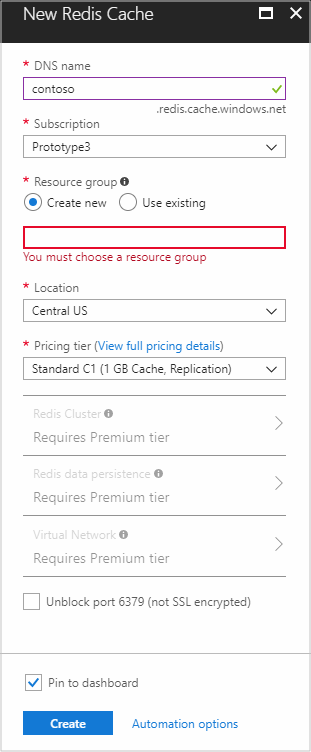 New Redis Cache
* DNS name
contoso
.redis.cache.windows.net
* Subscription
Prototype3
* Resource group
Create new Use existing
You must choose a resource group
* Location
Central US
* Pricing tier (View full pricing details)
Standard C1 (1 GB Cache, Replication)
Redis Cluster
Requires Premium tier
Redis data persistence
Requires Premium tier
Virtual Network
Requires Premium tier
Unblock port 6379 (not SSL encrypted)
Pin to dashboard
Create Automation options